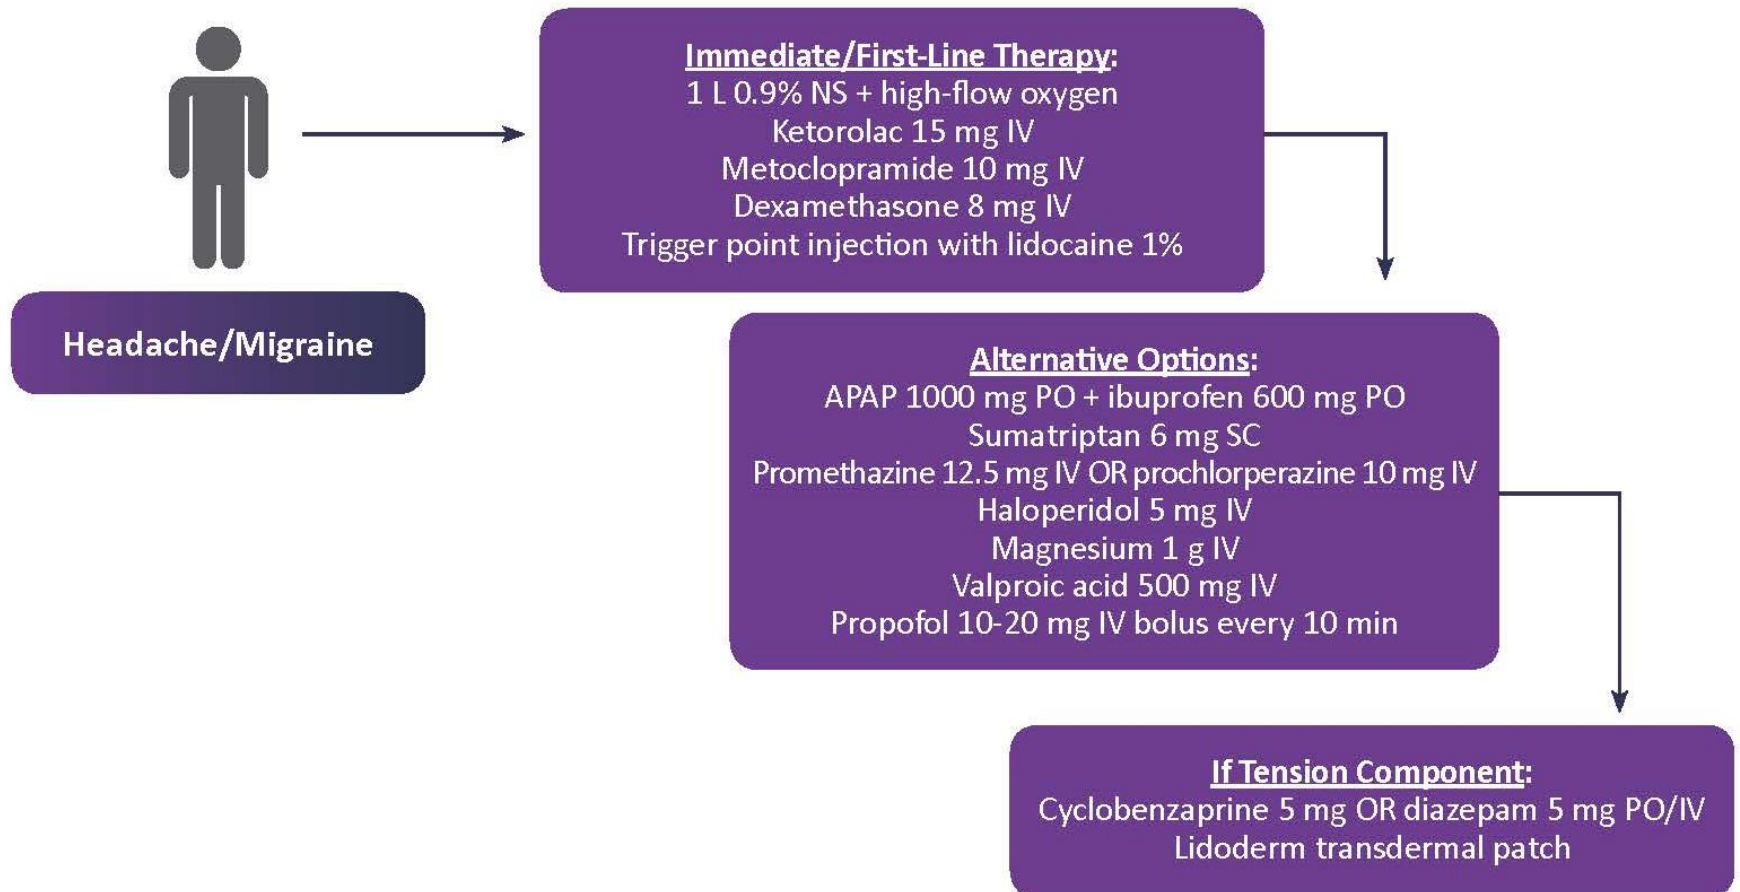 Headache/Migraine
Immediate/First-Line Therapy:
1 L 0.9% NS + high-flow oxygen
Ketorolac 15 mg IV
Metoclopramide 10 mg IV
Dexamethasone 8 mg IV
Trigger point injection with lidocaine 1%
Alternative Options:
APAP 1000 mg PO + ibuprofen 600 mg PO
Sumatriptan 6 mg SC
Promethazine 12.5 mg IV OR prochlorperazine 10 mg IV
Haloperidol 5 mg IV
Magnesium 1 g IV
Valproic acid 500 mg IV
Propofol 10-20 mg IV bolus every 10 min
If Tension Component:
Cyclobenzaprine 5 mg OR diazepam 5 mg PO/IV
Lidoderm transdermal patch